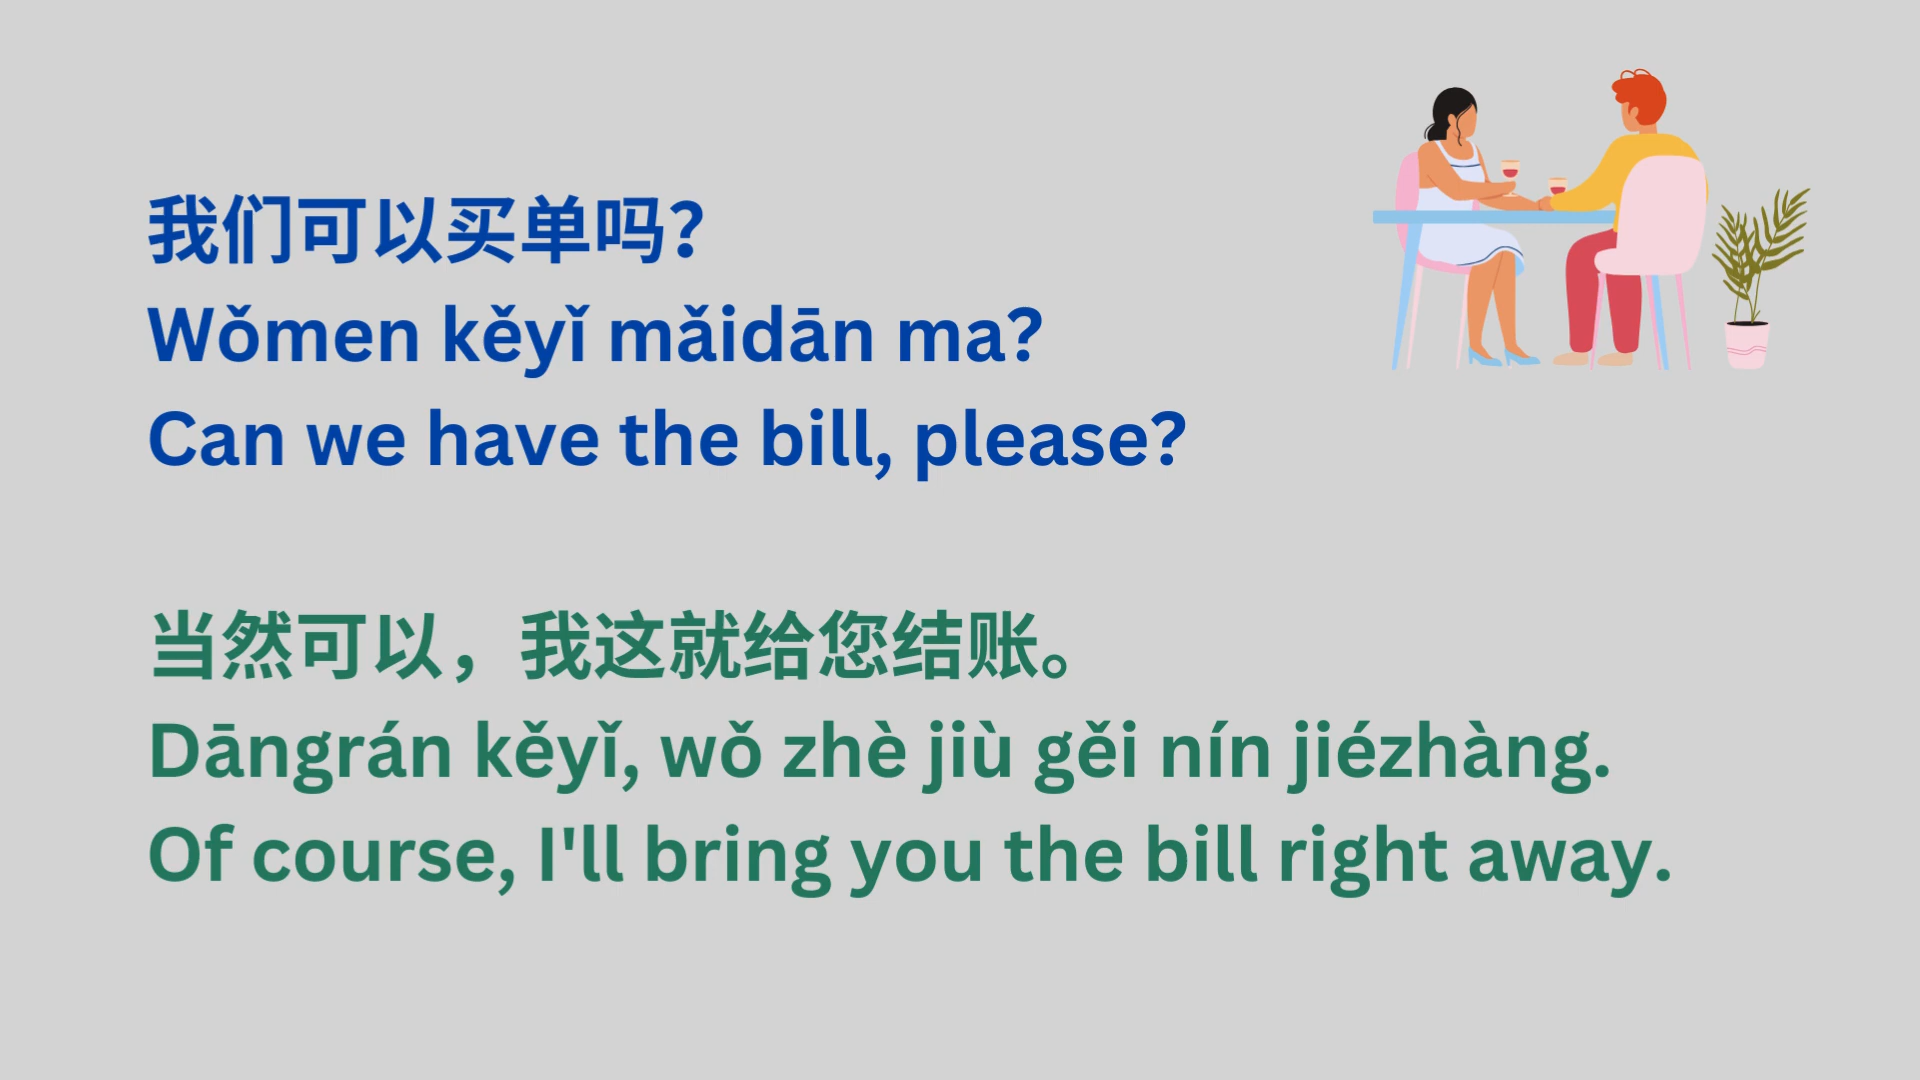 我们可以买单吗？
Wǒmen kěyǐ mǎidān ma?
Can we have the bill, please?
当然可以，我这就给您结账。
Dāngrán kěyǐ, wǒ zhè jiù gěi nín jiézhàng.
Of course, I'll bring you the bill right away.